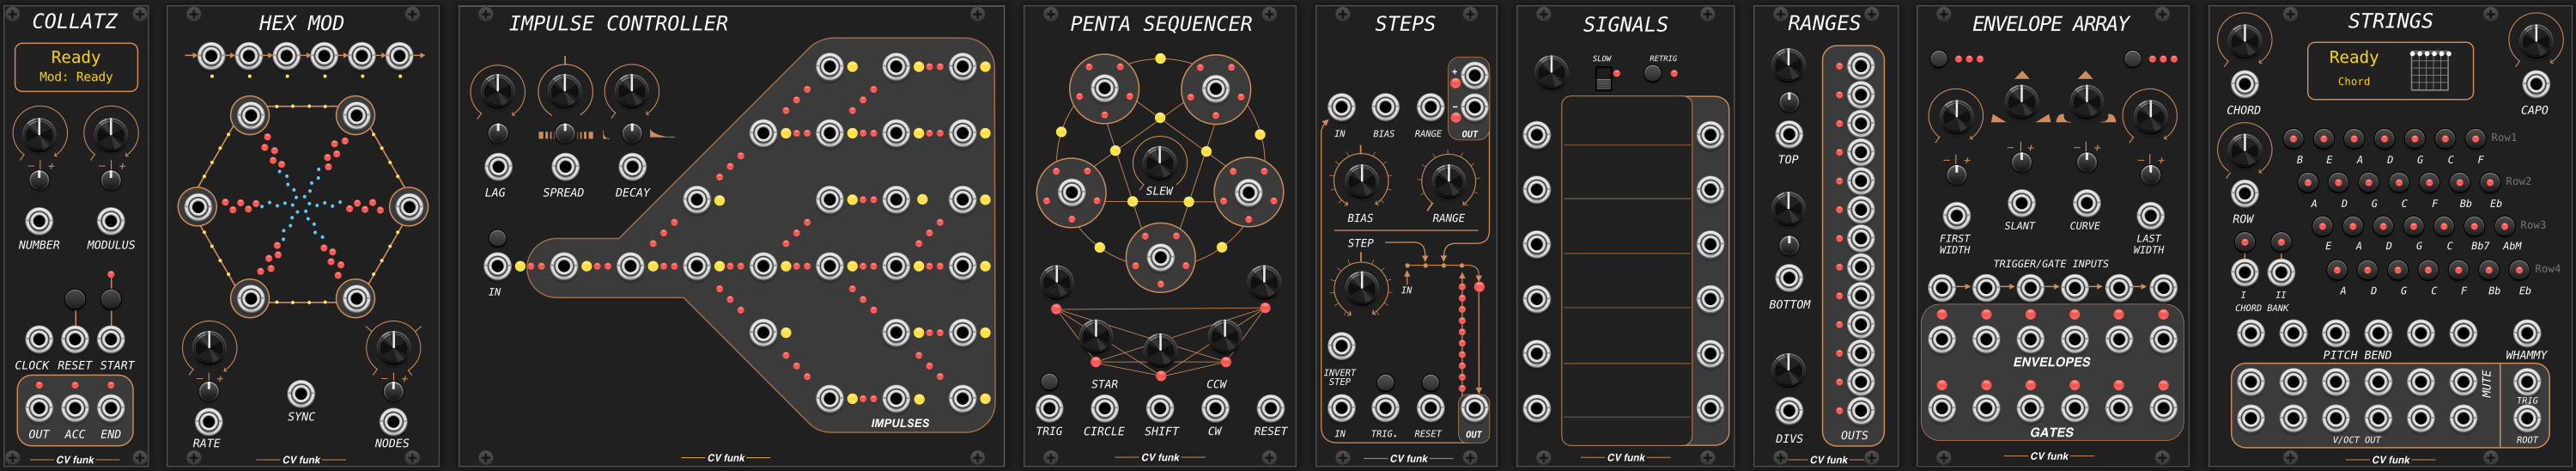 COLLATZ
Ready
Mod: Ready
- | +
- | +
NUMBER MODULUS
CLOCK RESET START
OUT ACC END
CV funk
HEX MOD
- | +
- | +
RATE SYNC NODES
CV funk
IMPULSE CONTROLLER
LAG SPREAD DECAY
IN
IMPULSES
CV funk
PENTA SEQUENCER
SLEW
STAR CCW
TRIG CIRCLE SHIFT CW RESET
CV funk
STEPS
+
-
IN BIAS RANGE OUT
BIAS RANGE
STEP
IN
INVERT
STEP
IN TRIG. RESET OUT
CV funk
SIGNALS
SLOW RETRIG
CV funk
RANGES
TOP
BOTTOM
DIVS OUTS
CV funk
ENVELOPE ARRAY
- | +
- | +
- | +
- | +
FIRST
WIDTH
SLANT CURVE
LAST
WIDTH
TRIGGER/GATE INPUTS
ENVELOPES
GATES
CV funk
STRINGS
Ready
Chord
CHORD CAPO
Row1
B E A D G C F
Row2
A D G C F Bb Eb
ROW
Row3
E A D G C Bb7 AbM
Row4
A D G C F Bb Eb
I II
CHORD BANK
PITCH BEND WHAMMY
MUTE
TRIG
V/OCT OUT ROOT
CV funk